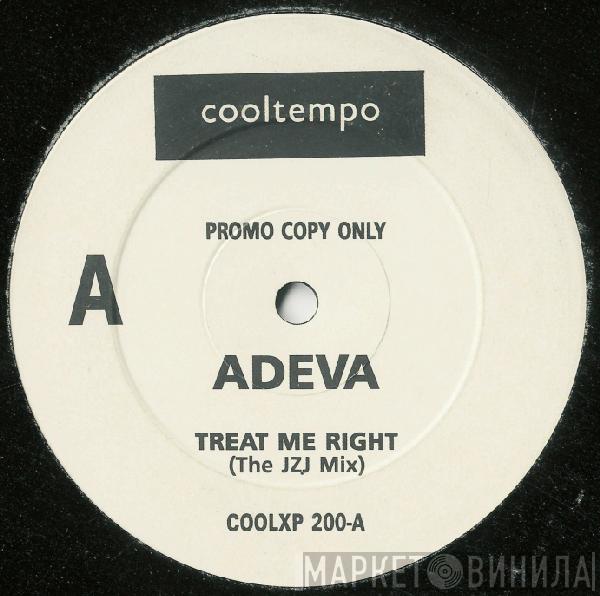 cooltempo
PROMO COPY ONLY
A
ADEVA
TREAT ME RIGHT
(The JZJ Mix)
COOLXP 200-A
МАРКЕТ ВИНИЛА